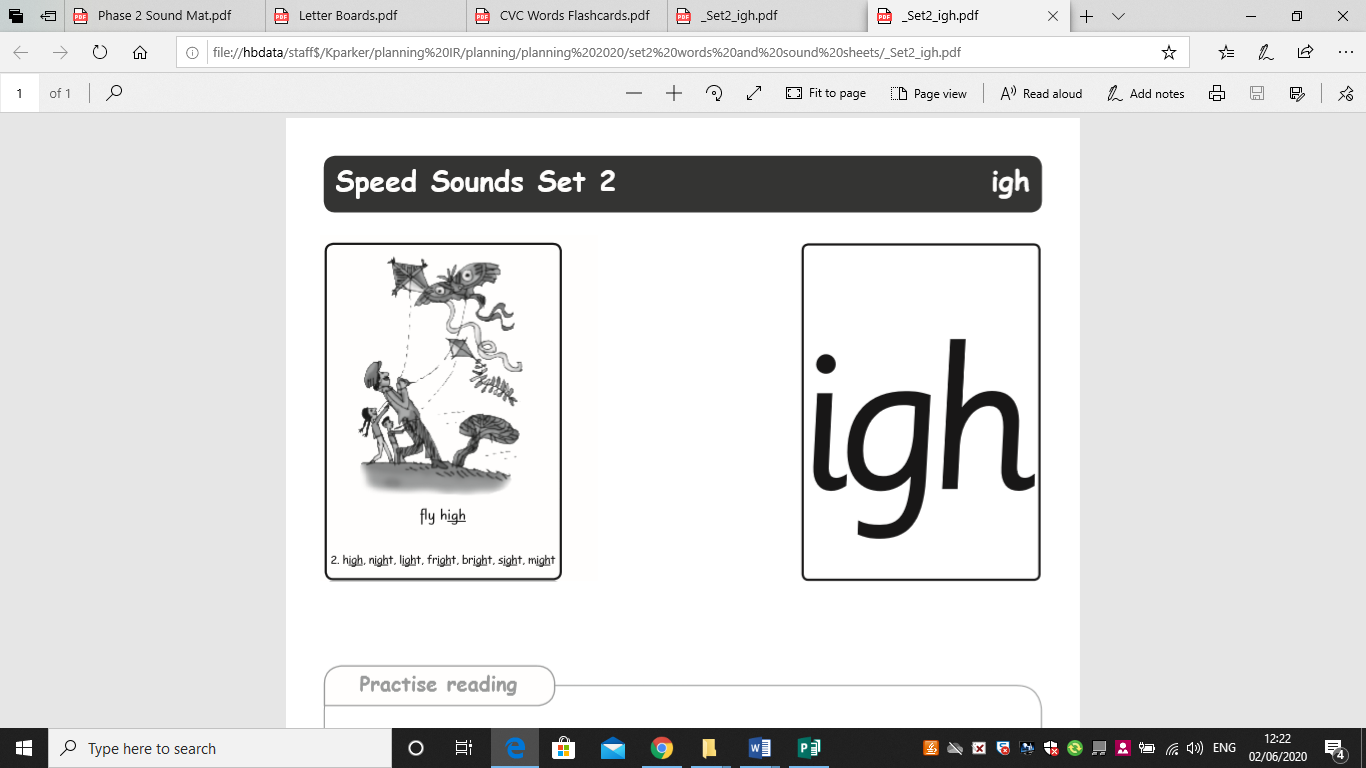 Phase 2 Sound Mat.pdf
Letter Boards.pdf
CVC Words Flashcards.pdf
_Set2_igh.pdf
_Set2_igh.pdf
file://hbdata/staff$/Kparker/planning%20IR/planning/planning%202020/set2%20words%20and%20sound%20sheets/_Set2_igh.pdf
1 of 1
Fit to page
Page view
Read aloud
Add notes
Speed Sounds Set 2
igh
fly high
2. high, night, light, fright, bright, sight, might
igh
Practise reading
Type here to search
ENG
12:22
02/06/2020
4